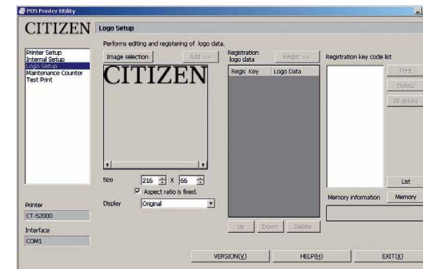 POS Printer Utility
CITIZEN
Logo Setup
Printer Setup
Internal Setup
Logo Setup
Maintenance Counter
Test Print
Performs editing and registering of logo data.
Image selection
Add >>
CITIZEN
Size
216
X
66
Aspect ratio is fixed.
Display
Original
Registration
logo data
Regist >>
Regis Key
Logo Data
Up
Down
Delete
Registration key code list
Print
Delete
All delete
List
Memory information
Memory
Printer
CT-S2000
Interface
COM1
VERSION(V)
HELP(H)
EXIT(X)